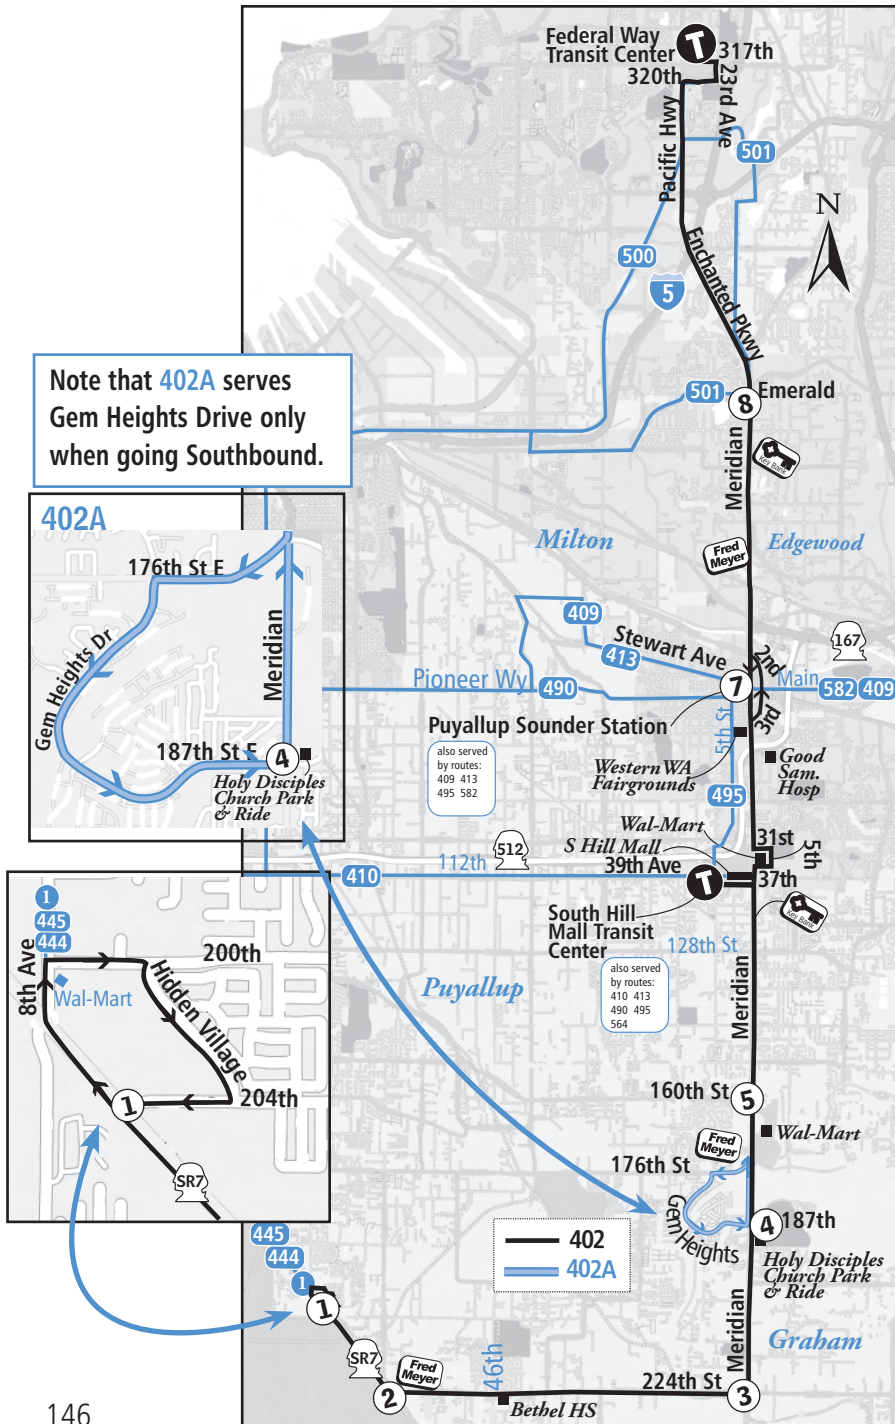 Federal Way
Transit Center
T
317th
320th
23rd Ave
Pacific Hwy
501
N
500
5
Enchanted Pkwy
Note that 402A serves
Gem Heights Drive only
when going Southbound.
501
8
Emerald
Meridian
Key Bank
Milton
Fred
Meyer
Edgewood
402A
176th St E
Gem Heights Dr
Meridian
187th St E
4
Holy Disciples
Church Park
& Ride
409
413
Stewart Ave
167
2nd
Pioneer Wy
490
7
Main
582
409
3rd
Puyallup Sounder Station
5th St
also served
by routes:
409 413
495 582
Western WA
Fairgrounds
Good
Sam.
Hosp
495
Wal-Mart
S Hill Mall
31st
5th
512
112th
39th Ave
410
T
37th
South Hill
Mall Transit
Center
Key Bank
128th St
also served
by routes:
410 413
490 495
564
Puyallup
Meridian
1
445
444
8th Ave
200th
Wal-Mart
Hidden Village
1
204th
SR7
160th St
5
Wal-Mart
Fred
Meyer
176th St
Gem Heights
4
187th
Holy Disciples
Church Park
& Ride
402
402A
445
444
1
1
SR7
Meridian
Graham
Fred
Meyer
2
46th
224th St
3
Bethel HS
146